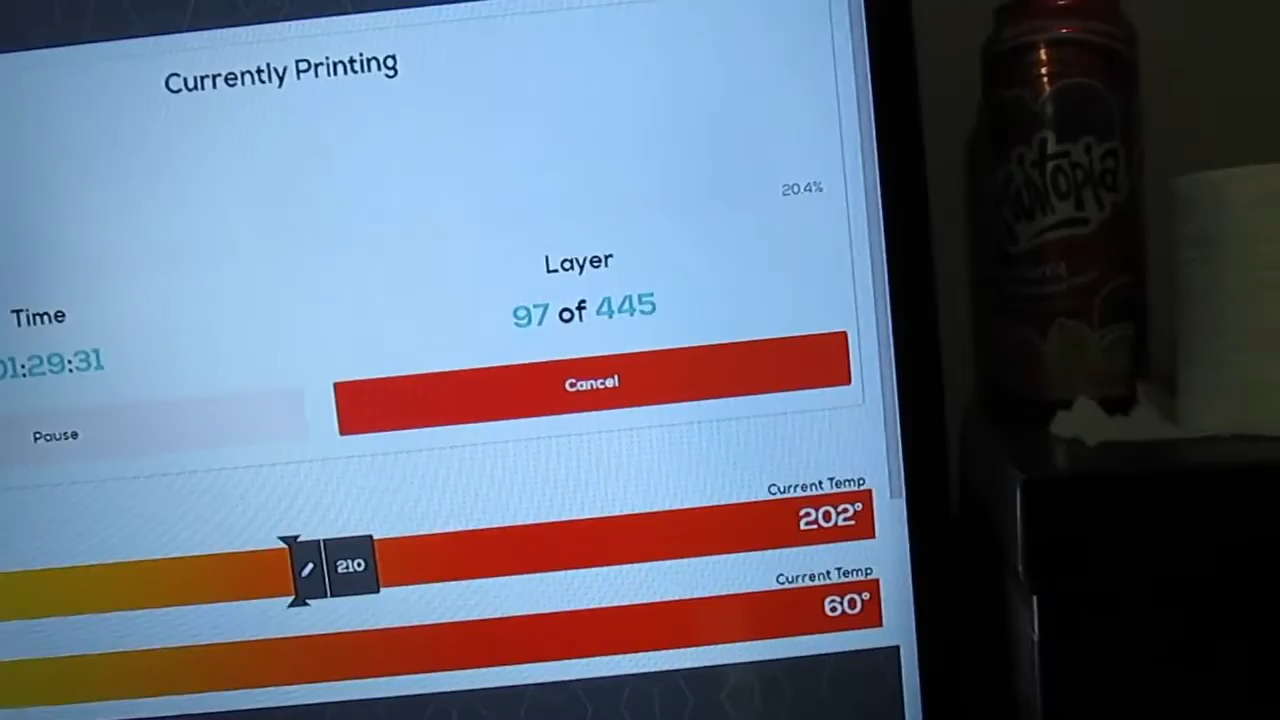 Currently Printing
20.4%
Time
01:29:31
Layer
97 of 445
Pause
Cancel
Current Temp
202°
210
Current Temp
60°